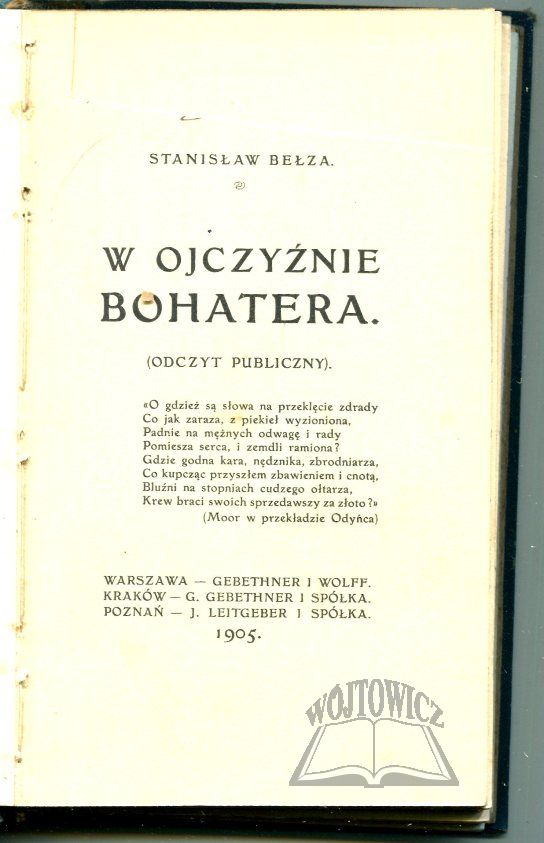 STANISŁAW BEŁZA.
W OJCZYŹNIE
BOHATERA.
(ODCZYT PUBLICZNY).
«O gdzież są słowa na przeklęcie zdrady
Co jak zaraza, z piekieł wyzioniona,
Padnie na mężnych odwagę i rady
Pomiesza serca, i zemdli ramiona?
Gdzie godna kara, nędznika, zbrodniarza,
Co kupcząc przyszłem zbawieniem i cnotą,
Bluźni na stopniach cudzego ołtarza,
Krew braci swoich sprzedawszy za złoto?»
(Moor w przekładzie Odyńca)
WARSZAWA — GEBETHNER I WOLFF.
KRAKÓW — G. GEBETHNER I SPÓŁKA.
POZNAŃ — J. LEITGEBER I SPÓŁKA.
1905.
WÓJTOWICZ